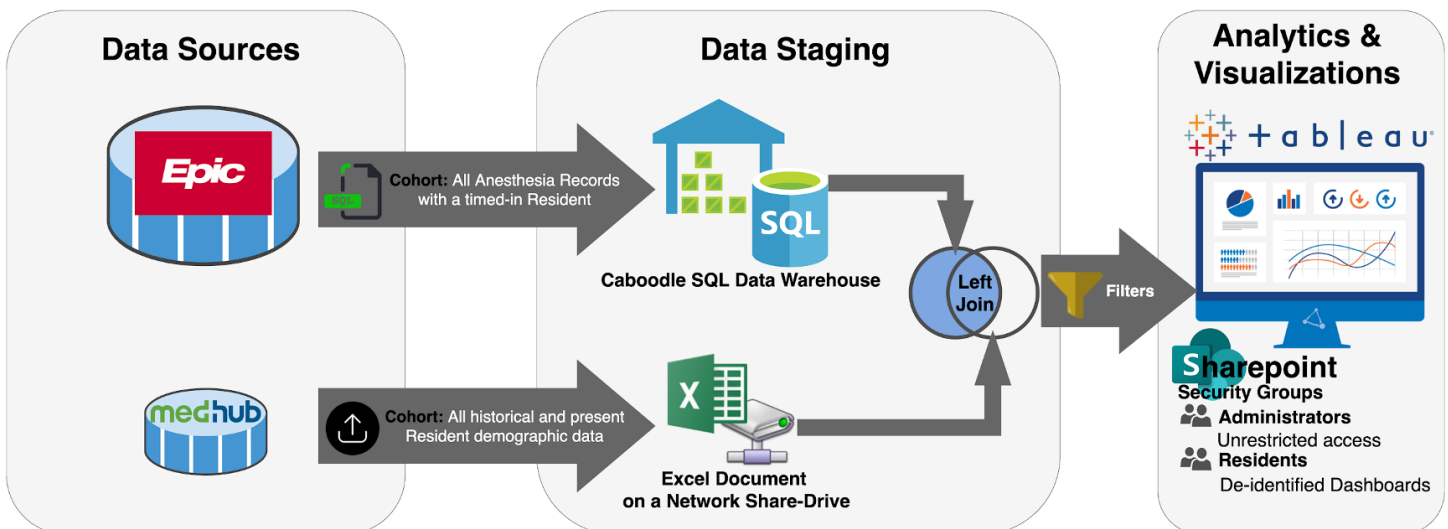 Data Sources
Epic
Cohort: All Anesthesia Records
with a timed-in Resident
medhub
Cohort: All historical and present
Resident demographic data
Data Staging
SQL
Caboodle SQL Data Warehouse
X
Excel Document
on a Network Share-Drive
Left
Join
Filters
Analytics &
Visualizations
+ableau®
Sharepoint
Security Groups
Administrators
Unrestricted access
Residents
De-identified Dashboards